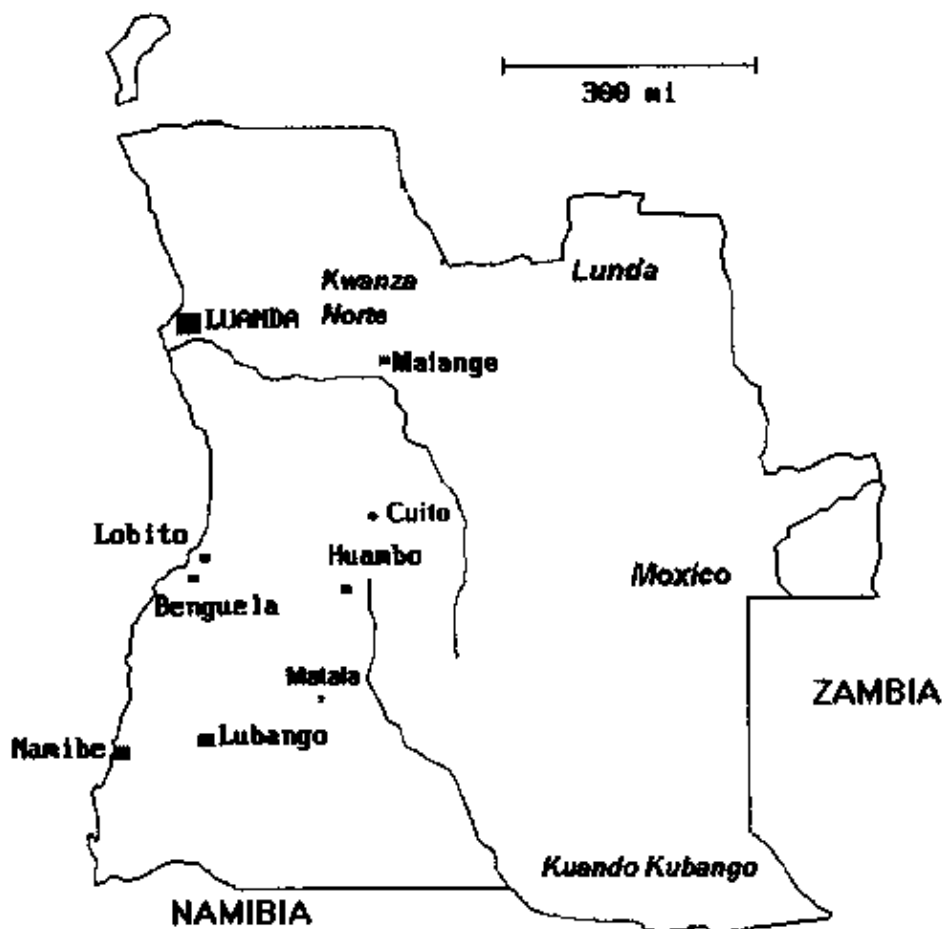 300 mi
Lunda
Kwanza
Norte
LUANDA
Malange
Cuito
Lobito
Huambo
Moxico
Benguela
Matala
ZAMBIA
Lubango
Namibe
Kuando Kubango
NAMIBIA